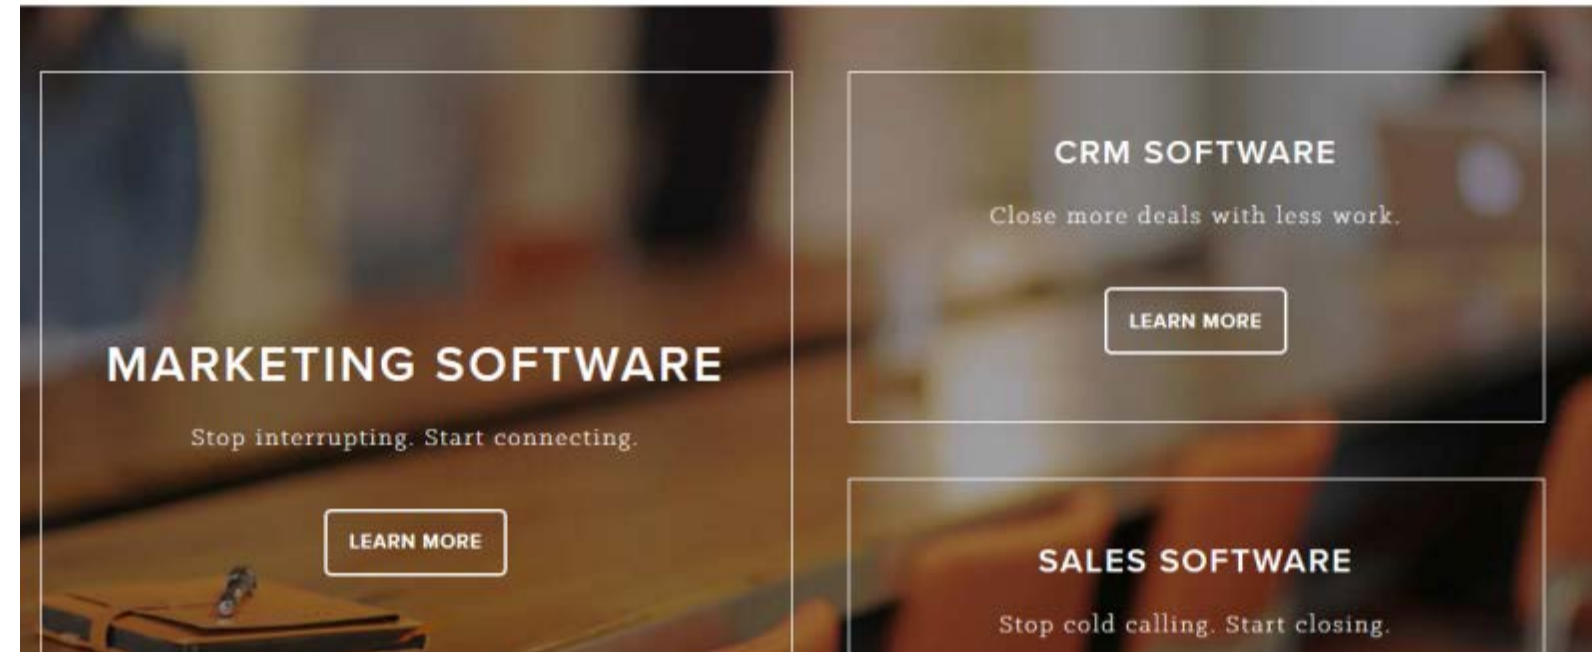 MARKETING SOFTWARE
Stop interrupting. Start connecting.
LEARN MORE
CRM SOFTWARE
Close more deals with less work.
LEARN MORE
SALES SOFTWARE
Stop cold calling. Start closing.